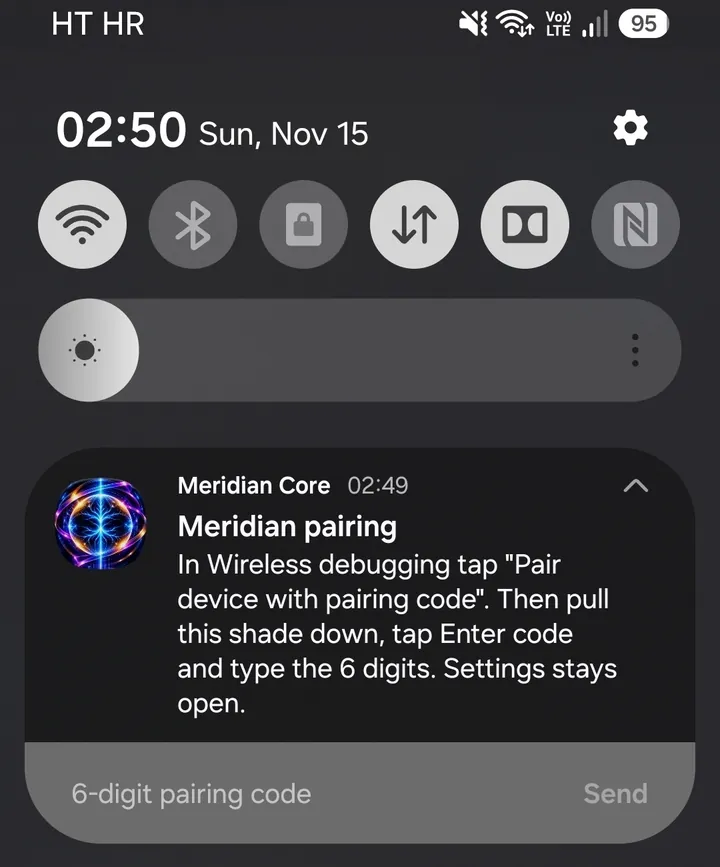 HT HR
Vo))
LTE
95
02:50 Sun, Nov 15
Meridian Core 02:49
Meridian pairing
In Wireless debugging tap "Pair
device with pairing code". Then pull
this shade down, tap Enter code
and type the 6 digits. Settings stays
open.
6-digit pairing code Send